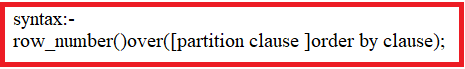 syntax:-
row_number()over([partition clause ]order by clause);